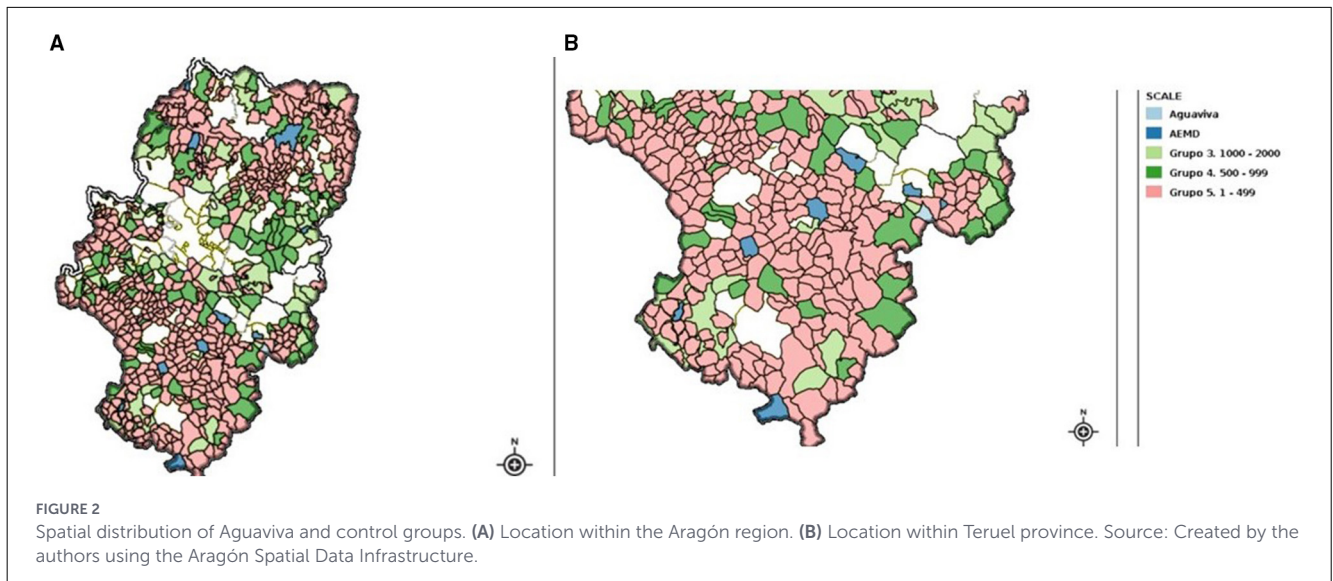 A
B
SCALE
Aguaviva
AEMD
Grupo 3. 1000 - 2000
Grupo 4. 500 - 999
Grupo 5. 1 - 499
N
N
FIGURE 2
Spatial distribution of Aguaviva and control groups. (A) Location within the Aragón region. (B) Location within Teruel province. Source: Created by the
authors using the Aragón Spatial Data Infrastructure.